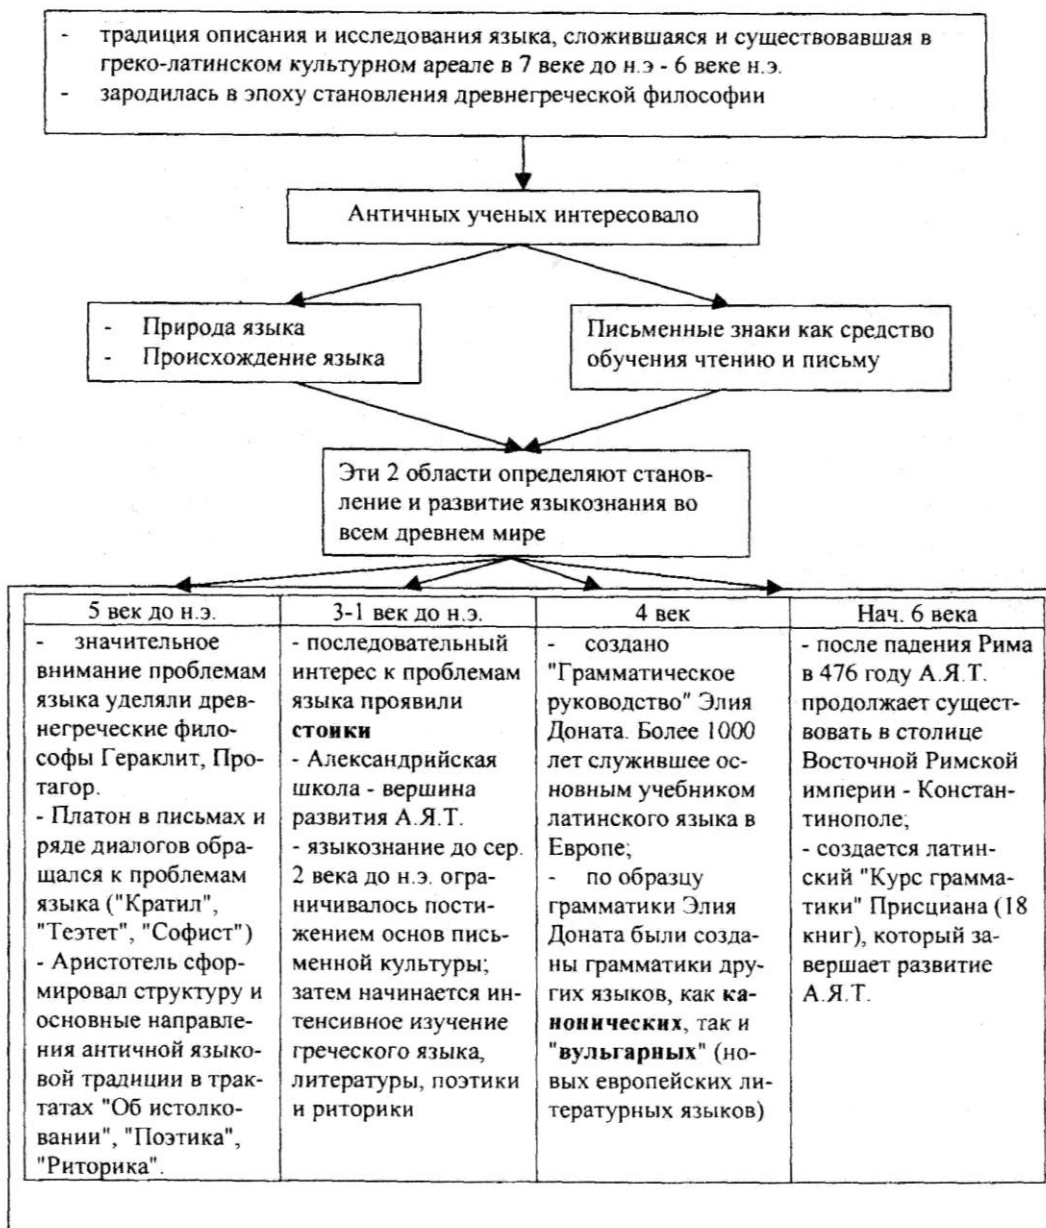 - традиция описания и исследования языка, сложившаяся и существовавшая в
греко-латинском культурном ареале в 7 веке до н.э - 6 веке н.э.
- зародилась в эпоху становления древнегреческой философии
Античных ученых интересовало
- Природа языка
- Происхождение языка
Письменные знаки как средство
обучения чтению и письму
Эти 2 области определяют станов-
ление и развитие языкознания во
всем древнем мире
5 век до н.э.
- значительное
внимание проблемам
языка уделяли древ-
негреческие фило-
софы Гераклит, Про-
тагор.
- Платон в письмах и
ряде диалогов обра-
щался к проблемам
языка ("Кратил",
"Теэтет", "Софист")
- Аристотель сфор-
мировал структуру и
основные направле-
ния античной языко-
вой традиции в трак-
татах "Об истолко-
вании", "Поэтика",
"Риторика".
3-1 век до н.э.
- последовательный
интерес к проблемам
языка проявили
стоики
- Александрийская
школа - вершина
развития А.Я.Т.
- языкознание до сер.
2 века до н.э. огра-
ничивалось пости-
жением основ пись-
менной культуры;
затем начинается ин-
тенсивное изучение
греческого языка,
литературы, поэтики
и риторики
4 век
- создано
"Грамматическое
руководство" Элия
Доната. Более 1000
лет служившее ос-
новным учебником
латинского языка в
Европе;
- по образцу
грамматики Элия
Доната были созда-
ны грамматики дру-
гих языков, как ка-
нонических, так и
"вульгарных" (но-
вых европейских ли-
тературных языков)
Нач. 6 века
- после падения Рима
в 476 году А.Я.Т.
продолжает сущест-
вовать в столице
Восточной Римской
империи - Констан-
тинополе;
- создается латин-
ский "Курс грамма-
тики" Присциана (18
книг), который за-
вершает развитие
А.Я.Т.